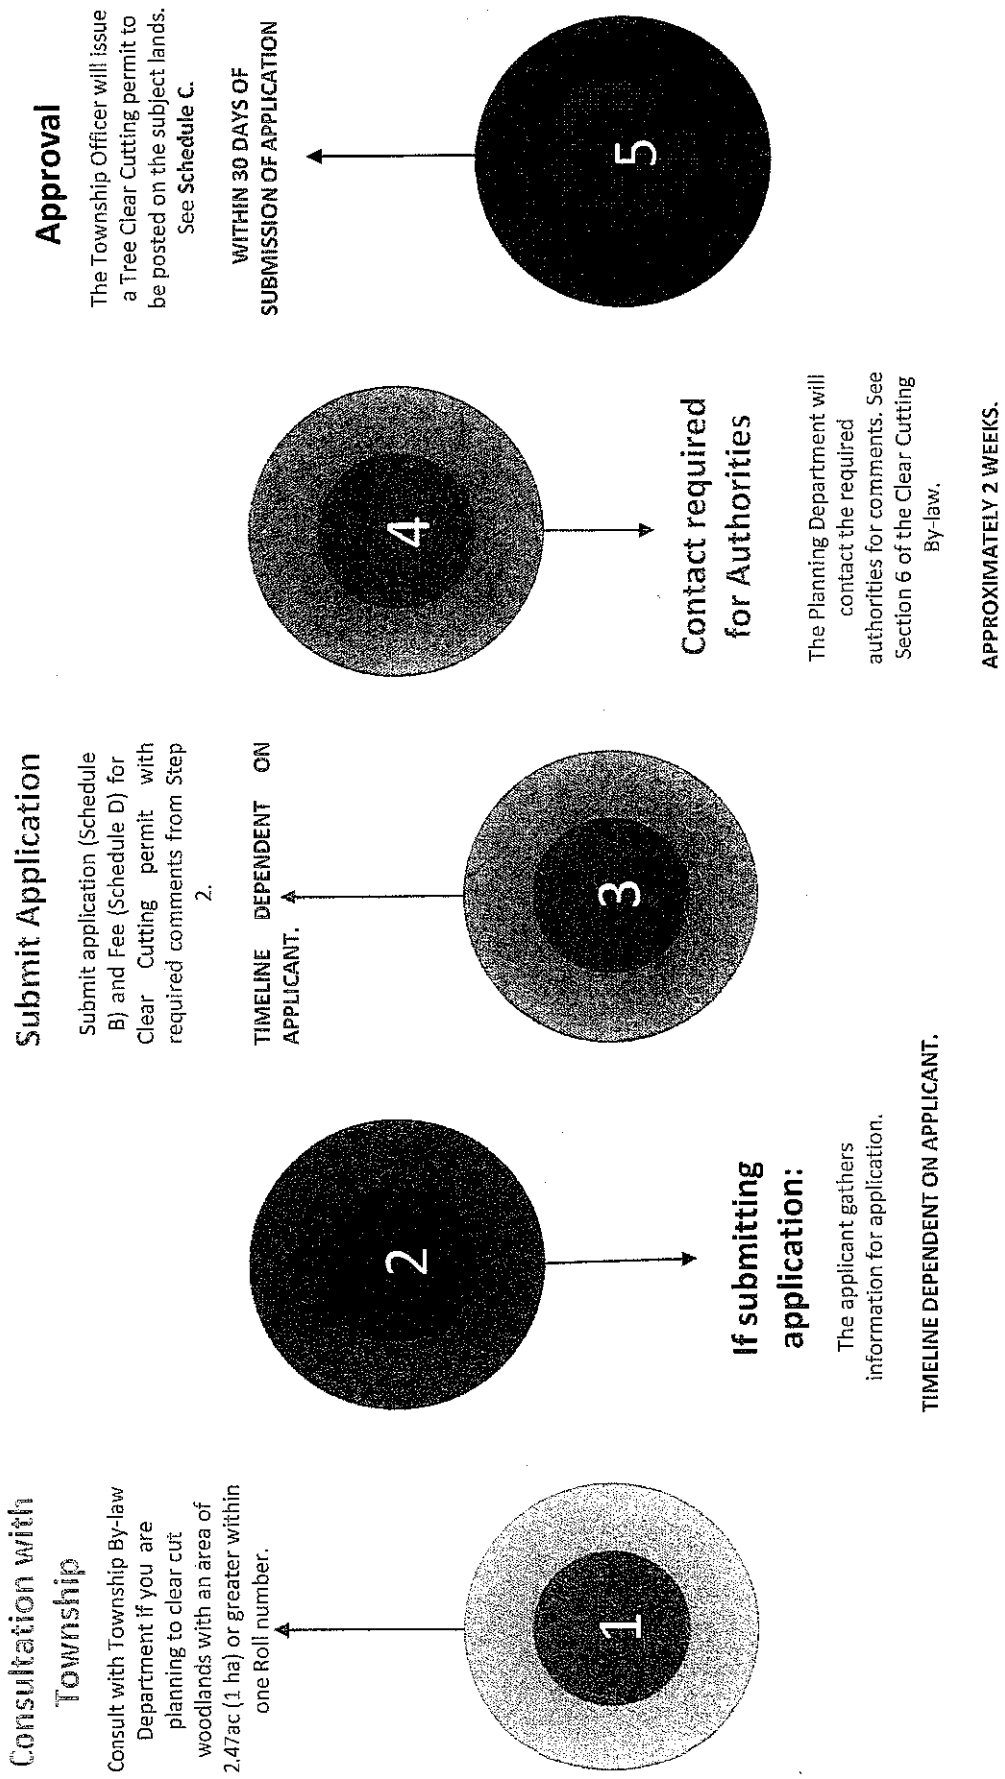 Consultation with
Township
Consult with Township By-law
Department if you are
planning to clear cut
woodlands with an area of
2.47ac (1 ha) or greater within
one Roll number.
1
2
If submitting
application:
The applicant gathers
information for application.
TIMELINE DEPENDENT ON APPLICANT.
Submit Application
Submit application (Schedule
B) and Fee (Schedule D) for
Clear Cutting permit with
required comments from Step
2.
TIMELINE DEPENDENT ON
APPLICANT.
3
4
Contact required
for Authorities
The Planning Department will
contact the required
authorities for comments. See
Section 6 of the Clear Cutting
By-law.
APPROXIMATELY 2 WEEKS.
Approval
The Township Officer will issue
a Tree Clear Cutting permit to
be posted on the subject lands.
See Schedule C.
WITHIN 30 DAYS OF
SUBMISSION OF APPLICATION
5